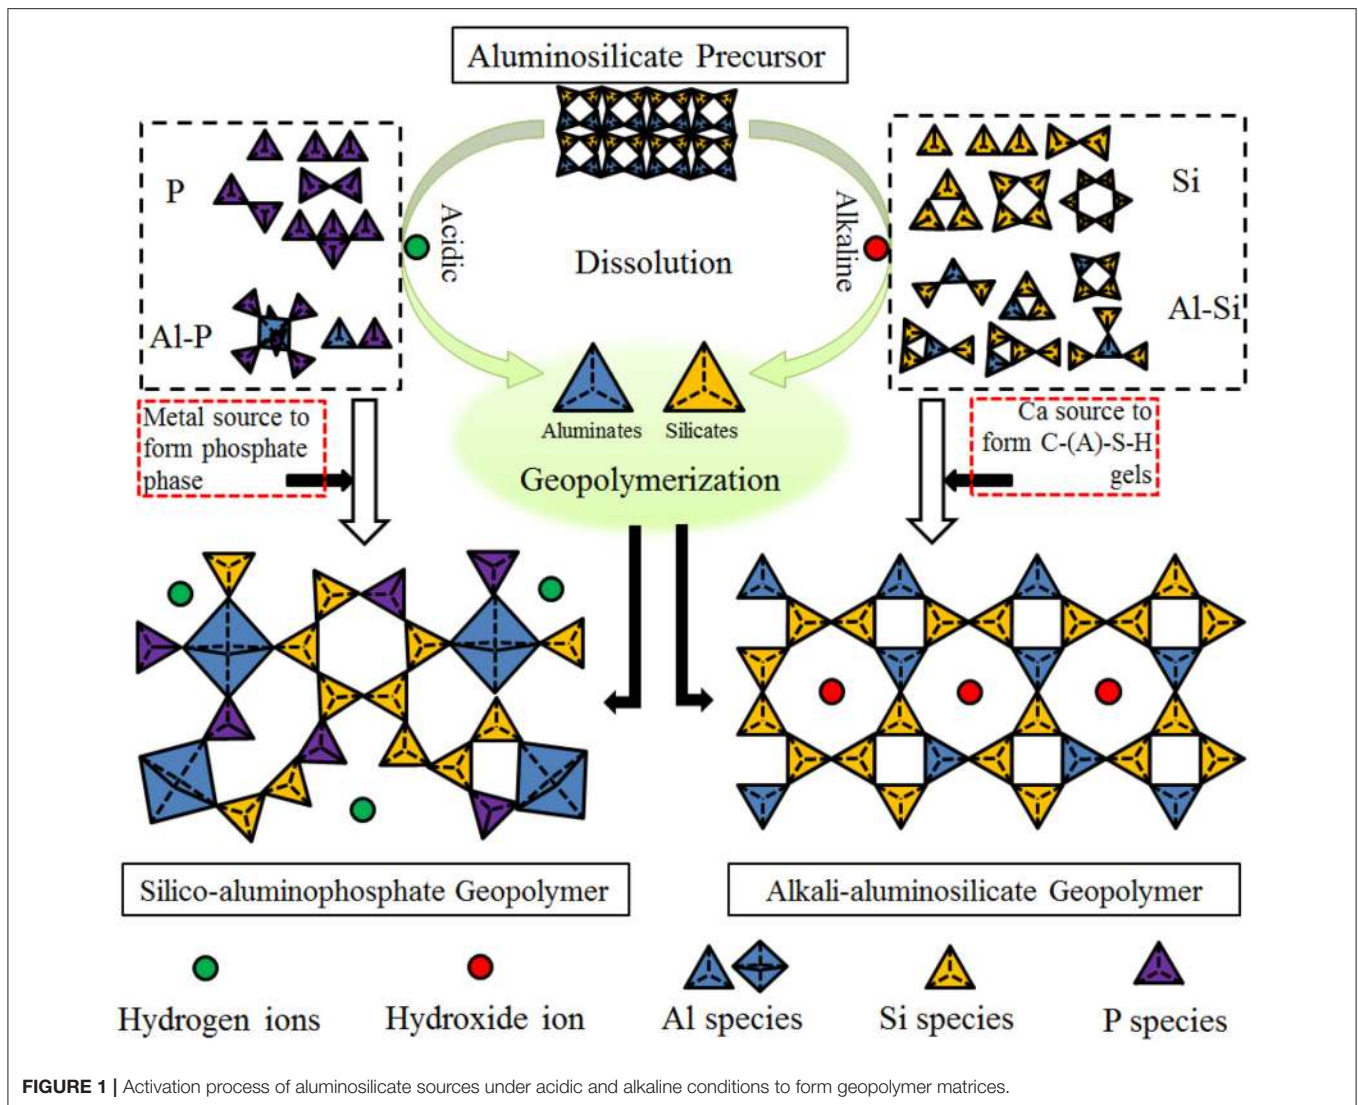 Aluminosilicate Precursor
P
Al-P
Acidic
Dissolution
Alkaline
Si
Al-Si
Aluminates
Silicates
Geopolymerization
Metal source to
form phosphate
phase
Ca source to
form C-(A)-S-H
gels
Silico-aluminophosphate Geopolymer
Alkali-aluminosilicate Geopolymer
Hydrogen ions
Hydroxide ion
Al species
Si species
P species
FIGURE 1 | Activation process of aluminosilicate sources under acidic and alkaline conditions to form geopolymer matrices.